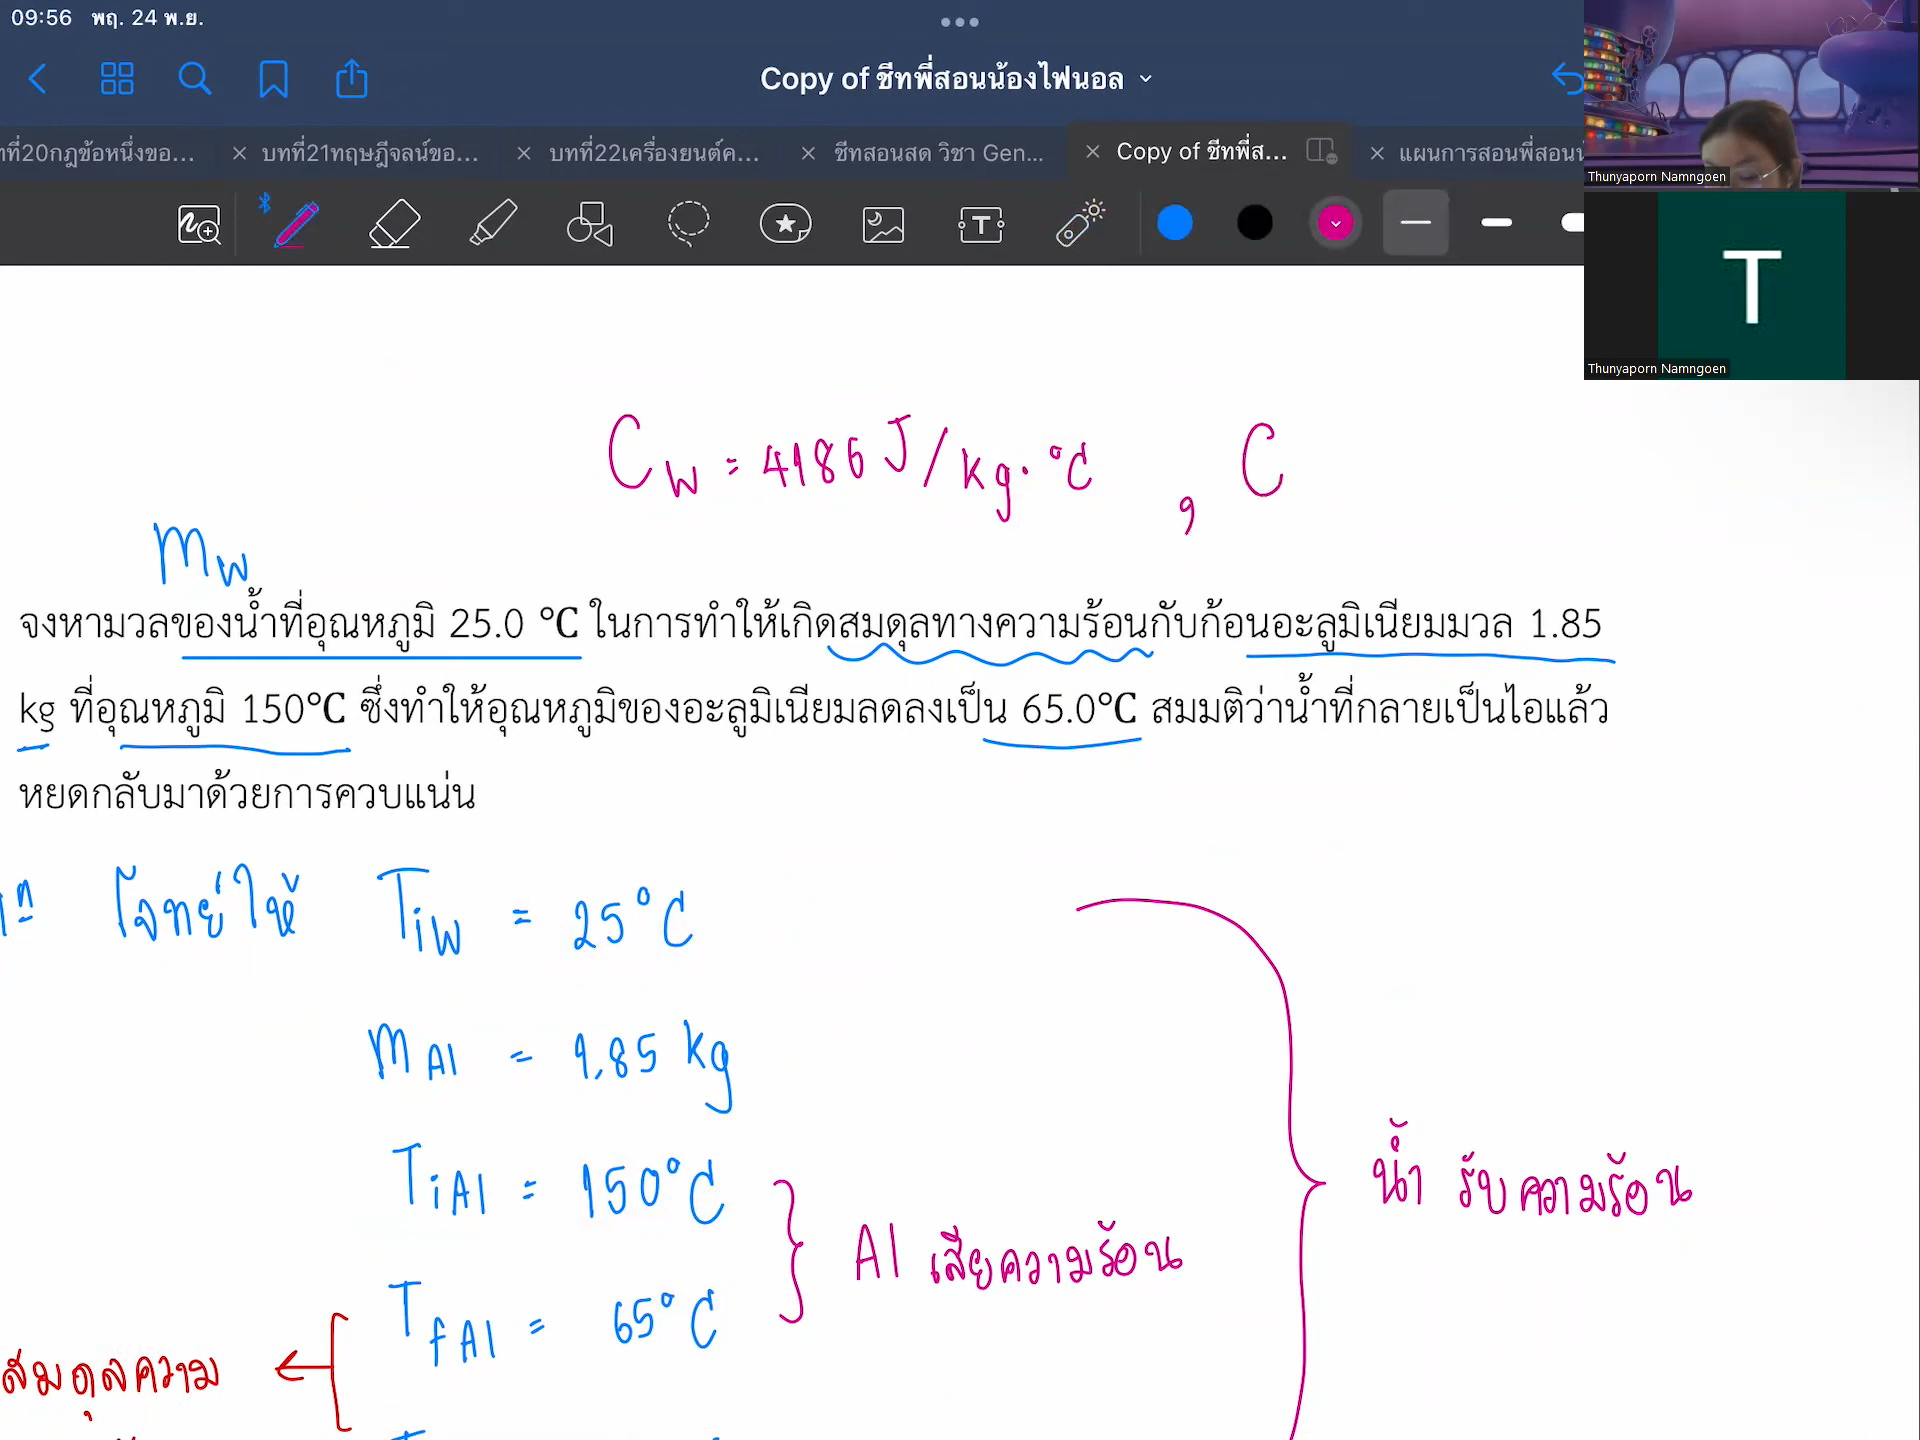 09:56 พฤ. 24 พ.ย.
Copy of ชีทพี่สอนน้องไฟนอล
ทที่20กฎข้อหนึ่งขอ...
บทที่21ทฤษฎีจลน์ขอ...
บทที่22เครื่องยนต์ค...
ชีทสอนสด วิชา Gen...
Copy of ชีทพี่ส...
แผนการสอนพี่สอนน
Thunyaporn Namngoen
T
Thunyaporn Namngoen
Cw = 4186 J/kg·°C , C
mw
จงหามวลของน้ำที่อุณหภูมิ 25.0 °C ในการทำให้เกิดสมดุลทางความร้อนกับก้อนอะลูมิเนียมมวล 1.85
kg ที่อุณหภูมิ 150°C ซึ่งทำให้อุณหภูมิของอะลูมิเนียมลดลงเป็น 65.0°C สมมติว่าน้ำที่กลายเป็นไอแล้ว
หยดกลับมาด้วยการควบแน่น
โจทย์ให้ TiW = 25°C
mAl = 1.85 kg
TiAl = 150°C
น้ำ รับความร้อน
Al เสียความร้อน
TfAl = 65°C
สมดุลความ